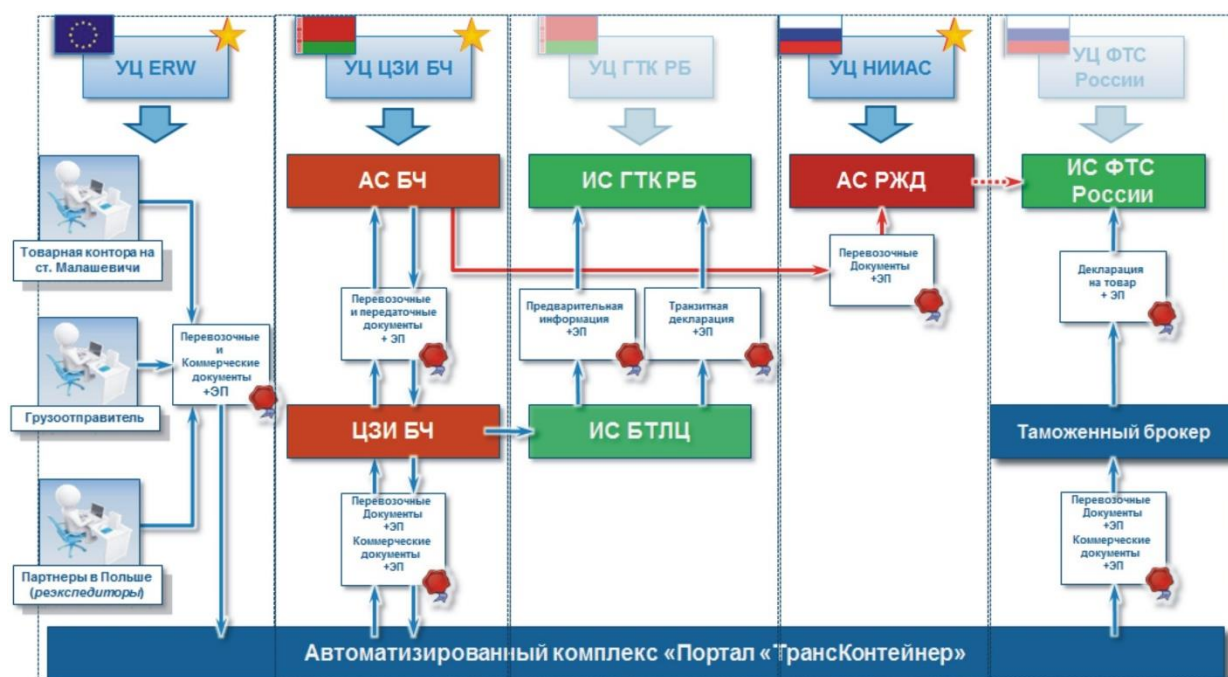 УЦ ERW
УЦ ЦЗИ БЧ
УЦ ГТК РБ
УЦ НИИАС
УЦ ФТС
России
АС БЧ
ИС ГТК РБ
АС РЖД
ИС ФТС
России
Товарная контора на
ст. Малашевичи
Перевозочные
и
Коммерческие
документы
+ЭП
Грузоотправитель
Партнеры в Польше
(реэкспедиторы)
Перевозочные
и передаточные
документы
+ ЭП
Предварительная
информация
+ЭП
Транзитная
декларация
+ЭП
Перевозочные
Документы
+ЭП
Декларация
на товар
+ ЭП
ЦЗИ БЧ
ИС БТЛЦ
Таможенный брокер
Перевозочные
Документы
+ЭП
Коммерческие
документы
+ЭП
Перевозочные
Документы
+ЭП
Коммерческие
документы
+ЭП
Автоматизированный комплекс «Портал «ТрансКонтейнер»